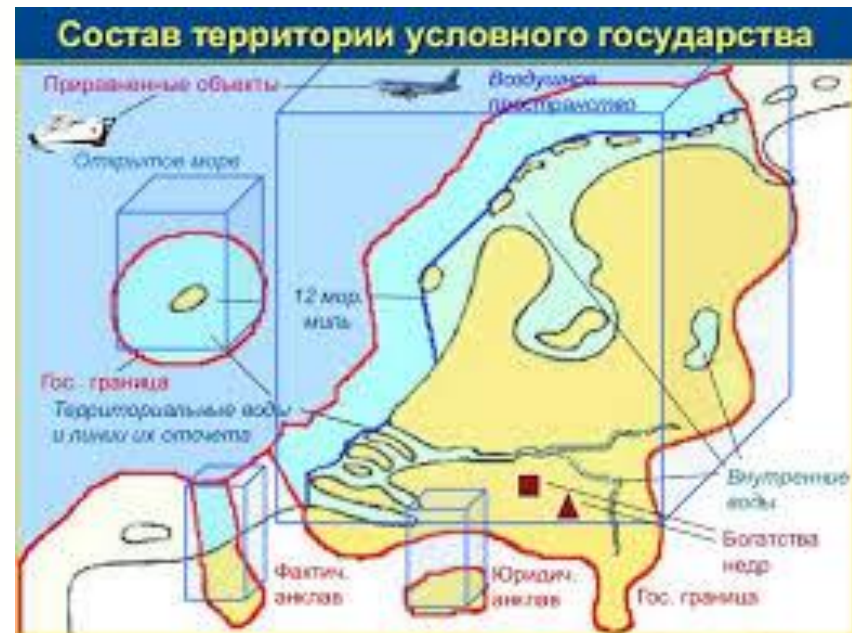 Состав территории условного государства
Приравненные объекты
Воздушное
пространство
Открытое море
12 мор.
миль
Гос. граница
Территориальные воды
и линии их отсчета
Внутренние
воды
Богатства
недр
Фактич.
анклав
Юридич.
анклав
Гос. граница